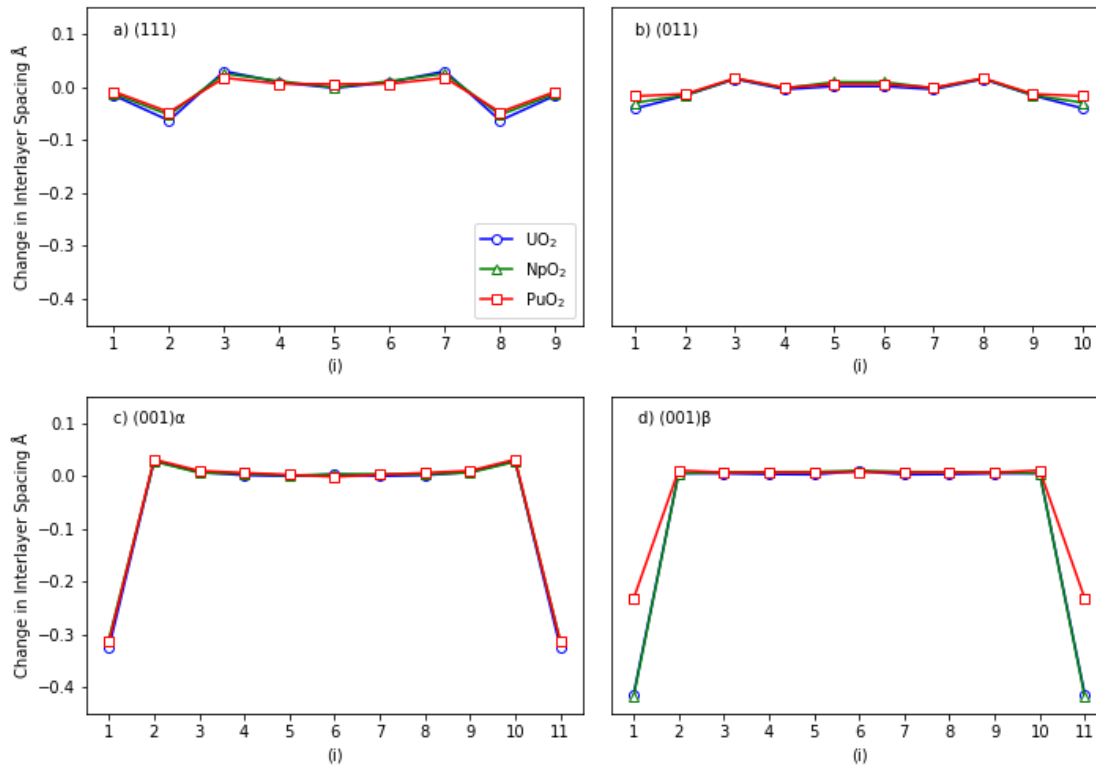 a) (111)
0.1
0.0
−0.1
−0.2
−0.3
−0.4
Change in Interlayer Spacing Å
UO₂
NpO₂
PuO₂
1 2 3 4 5 6 7 8 9
(i)
b) (011)
1 2 3 4 5 6 7 8 9 10
(i)
c) (001)α
0.1
0.0
−0.1
−0.2
−0.3
−0.4
Change in Interlayer Spacing Å
1 2 3 4 5 6 7 8 9 10 11
(i)
d) (001)β
1 2 3 4 5 6 7 8 9 10 11
(i)